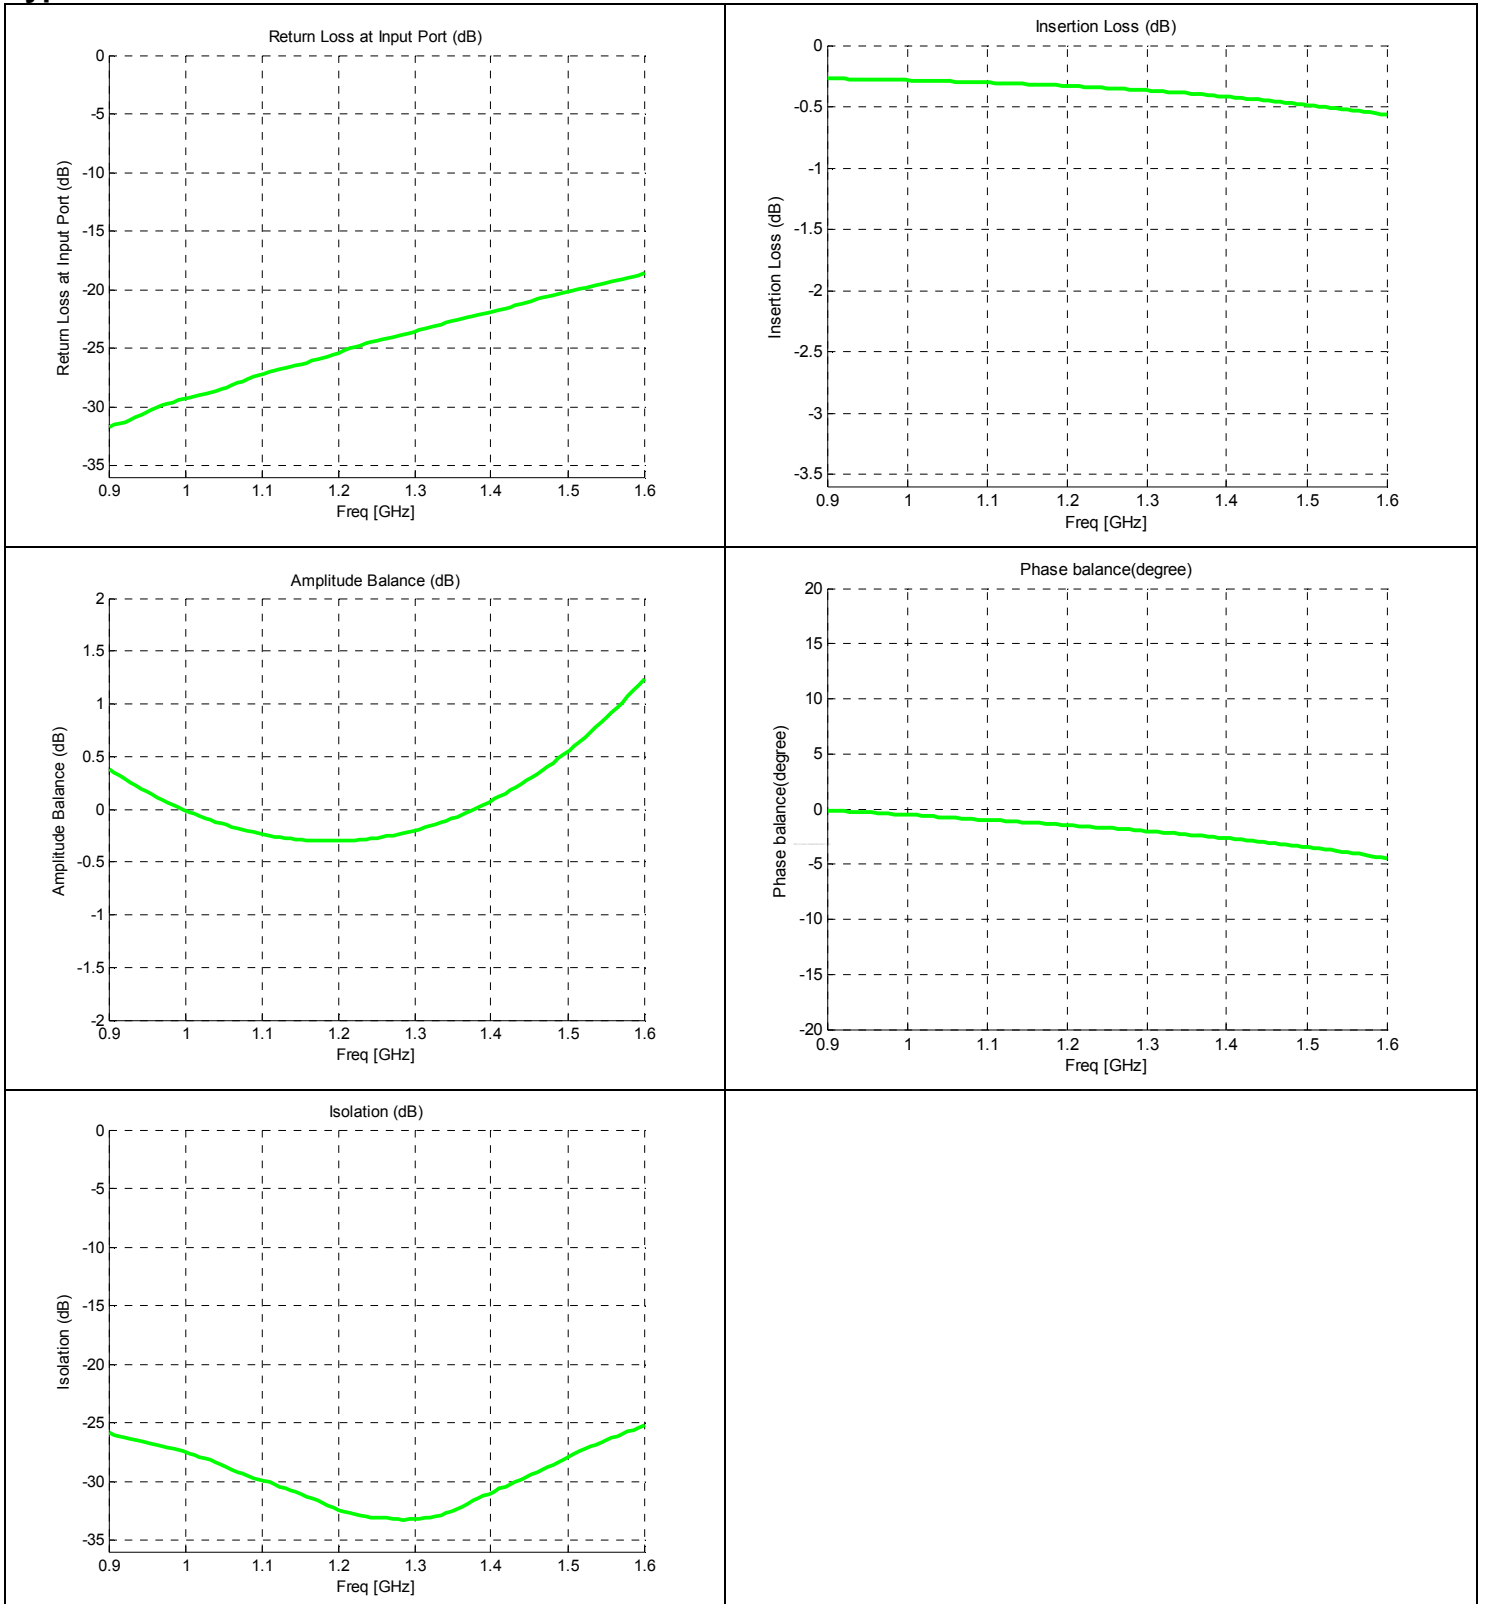 Return Loss at Input Port (dB)
0
-5
-10
-15
-20
-25
-30
-35
Return Loss at Input Port (dB)
0.9 1 1.1 1.2 1.3 1.4 1.5 1.6
Freq [GHz]
Insertion Loss (dB)
0
-0.5
-1
-1.5
-2
-2.5
-3
-3.5
Insertion Loss (dB)
0.9 1 1.1 1.2 1.3 1.4 1.5 1.6
Freq [GHz]
Amplitude Balance (dB)
2
1.5
1
0.5
0
-0.5
-1
-1.5
-2
Amplitude Balance (dB)
0.9 1 1.1 1.2 1.3 1.4 1.5 1.6
Freq [GHz]
Phase balance(degree)
20
15
10
5
0
-5
-10
-15
-20
Phase balance(degree)
0.9 1 1.1 1.2 1.3 1.4 1.5 1.6
Freq [GHz]
Isolation (dB)
0
-5
-10
-15
-20
-25
-30
-35
Isolation (dB)
0.9 1 1.1 1.2 1.3 1.4 1.5 1.6
Freq [GHz]